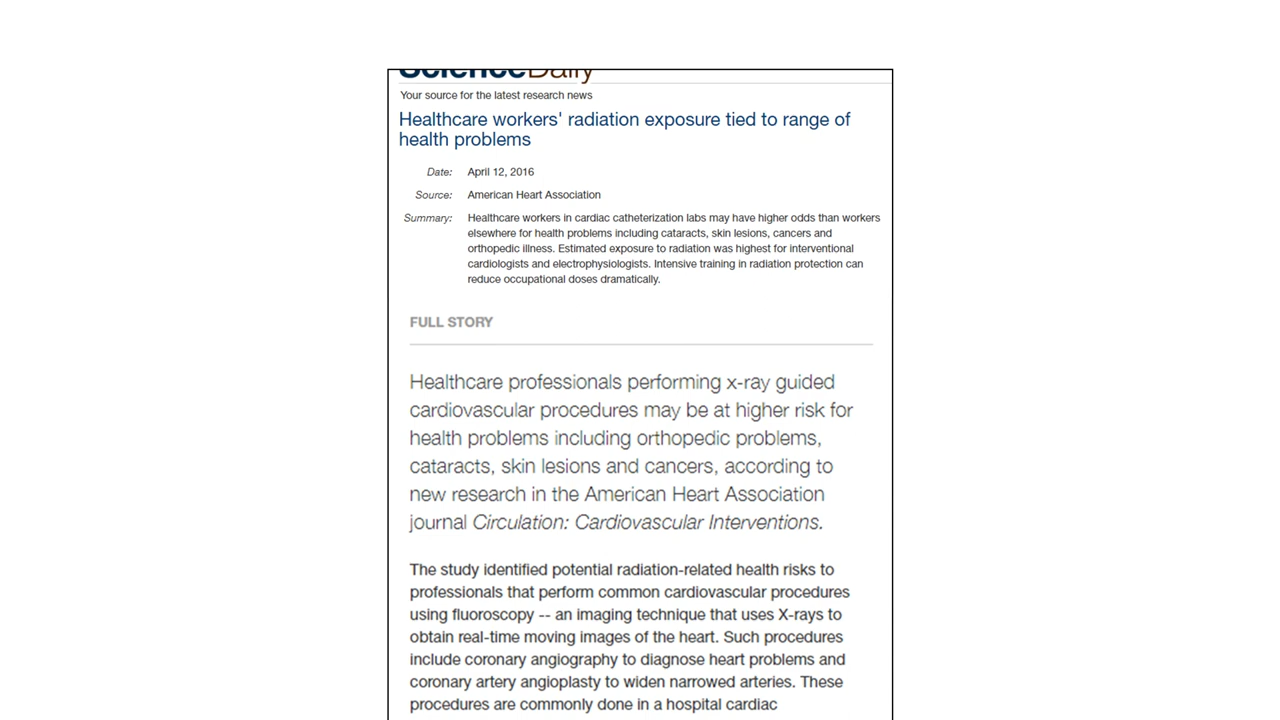 ScienceDaily
Your source for the latest research news
Healthcare workers' radiation exposure tied to range of
health problems
Date: April 12, 2016
Source: American Heart Association
Summary: Healthcare workers in cardiac catheterization labs may have higher odds than workers
elsewhere for health problems including cataracts, skin lesions, cancers and
orthopedic illness. Estimated exposure to radiation was highest for interventional
cardiologists and electrophysiologists. Intensive training in radiation protection can
reduce occupational doses dramatically.
FULL STORY
Healthcare professionals performing x-ray guided
cardiovascular procedures may be at higher risk for
health problems including orthopedic problems,
cataracts, skin lesions and cancers, according to
new research in the American Heart Association
journal Circulation: Cardiovascular Interventions.
The study identified potential radiation-related health risks to
professionals that perform common cardiovascular procedures
using fluoroscopy -- an imaging technique that uses X-rays to
obtain real-time moving images of the heart. Such procedures
include coronary angiography to diagnose heart problems and
coronary artery angioplasty to widen narrowed arteries. These
procedures are commonly done in a hospital cardiac